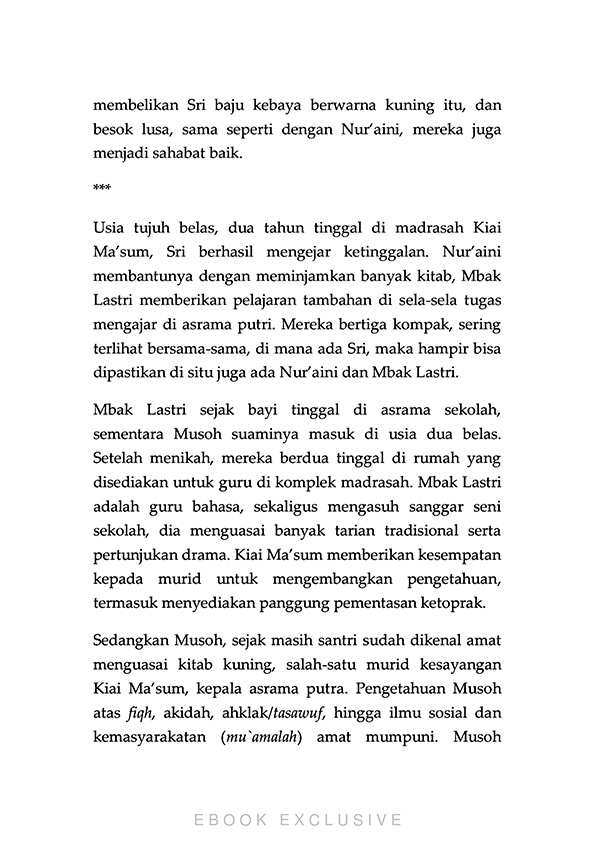 membelikan Sri baju kebaya berwarna kuning itu, dan
besok lusa, sama seperti dengan Nur’aini, mereka juga
menjadi sahabat baik.
***
Usia tujuh belas, dua tahun tinggal di madrasah Kiai
Ma’sum, Sri berhasil mengejar ketinggalan. Nur’aini
membantunya dengan meminjamkan banyak kitab, Mbak
Lastri memberikan pelajaran tambahan di sela-sela tugas
mengajar di asrama putri. Mereka bertiga kompak, sering
terlihat bersama-sama, di mana ada Sri, maka hampir bisa
dipastikan di situ juga ada Nur’aini dan Mbak Lastri.
Mbak Lastri sejak bayi tinggal di asrama sekolah,
sementara Musoh suaminya masuk di usia dua belas.
Setelah menikah, mereka berdua tinggal di rumah yang
disediakan untuk guru di komplek madrasah. Mbak Lastri
adalah guru bahasa, sekaligus mengasuh sanggar seni
sekolah, dia menguasai banyak tarian tradisional serta
pertunjukan drama. Kiai Ma’sum memberikan kesempatan
kepada murid untuk mengembangkan pengetahuan,
termasuk menyediakan panggung pementasan ketoprak.
Sedangkan Musoh, sejak masih santri sudah dikenal amat
menguasai kitab kuning, salah-satu murid kesayangan
Kiai Ma’sum, kepala asrama putra. Pengetahuan Musoh
atas fiqh, akidah, ahklak/tasawuf, hingga ilmu sosial dan
kemasyarakatan (mu`amalah) amat mumpuni. Musoh
EBOOK EXCLUSIVE